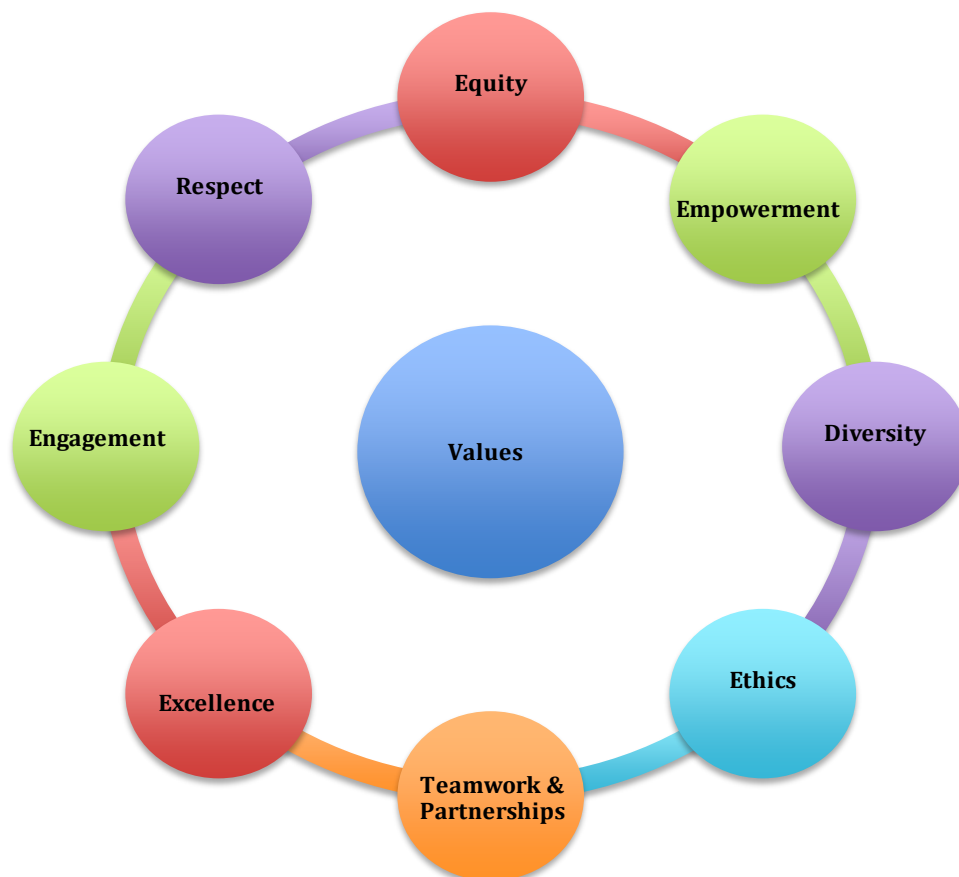 Equity
Respect
Empowerment
Engagement
Values
Diversity
Ethics
Excellence
Teamwork &
Partnerships